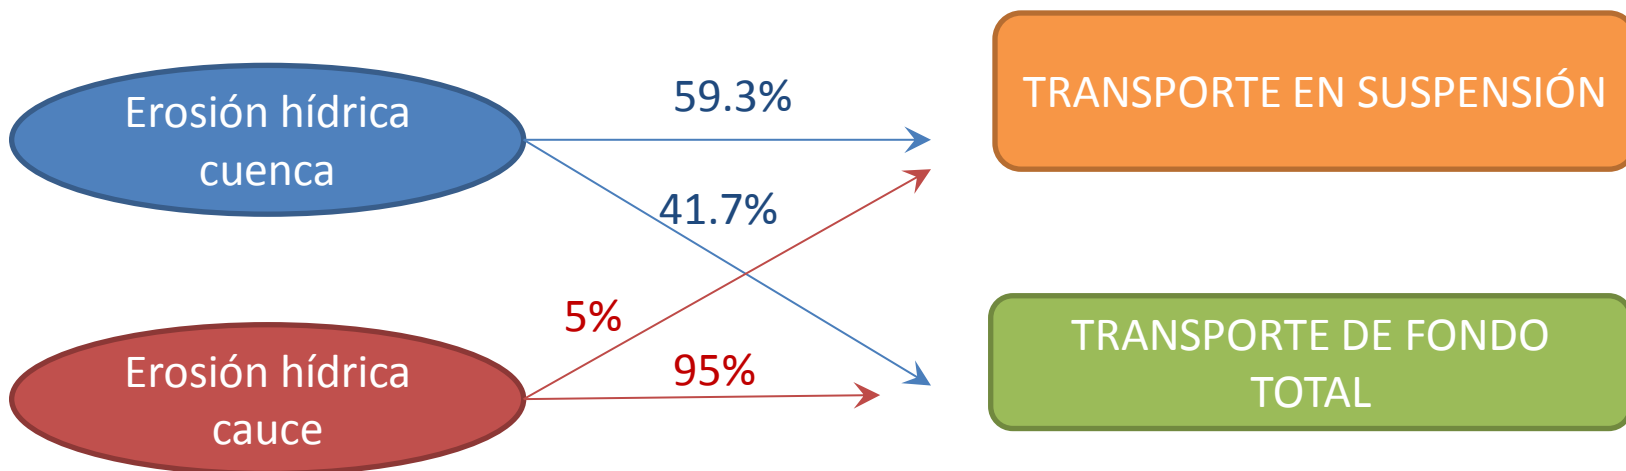 Erosión hídrica
cuenca
59.3%
TRANSPORTE EN SUSPENSIÓN
41.7%
5%
Erosión hídrica
cauce
95%
TRANSPORTE DE FONDO
TOTAL